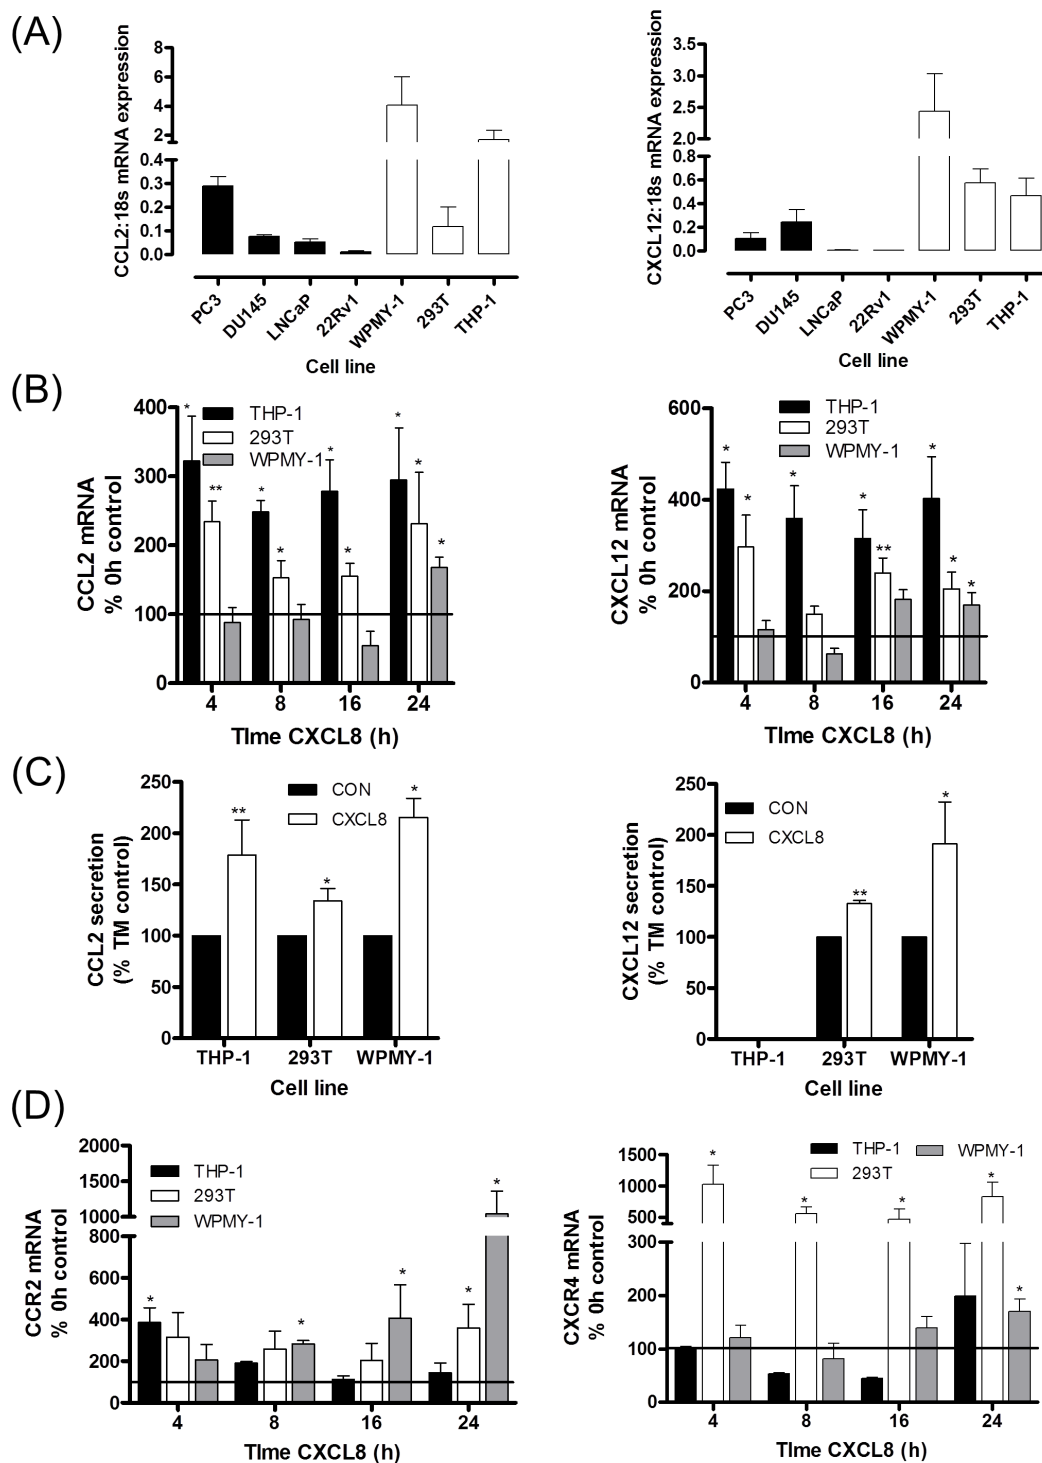 (A)
CCL2:18s mRNA expression
8
6
4
2
0.4
0.3
0.2
0.1
0.0
PC3
DU145
LNCaP
22Rv1
WPMY-1
293T
THP-1
Cell line
CXCL12:18s mRNA expression
3.5
3.0
2.5
2.0
0.8
0.6
0.4
0.2
0.0
PC3
DU145
LNCaP
22Rv1
WPMY-1
293T
THP-1
Cell line
(B)
CCL2 mRNA
% 0h control
400
300
200
100
0
THP-1
293T
WPMY-1
*
**
*
*
*
*
*
*
*
4
8
16
24
TIme CXCL8 (h)
CXCL12 mRNA
% 0h control
600
400
200
0
THP-1
293T
WPMY-1
*
*
*
*
**
*
*
*
4
8
16
24
TIme CXCL8 (h)
(C)
CCL2 secretion
(% TM control)
250
200
150
100
50
0
CON
CXCL8
**
*
*
THP-1
293T
WPMY-1
Cell line
CXCL12 secretion
(% TM control)
250
200
150
100
50
0
CON
CXCL8
**
*
THP-1
293T
WPMY-1
Cell line
(D)
CCR2 mRNA
% 0h control
2000
1500
1000
800
600
400
200
0
THP-1
293T
WPMY-1
*
*
*
*
*
4
8
16
24
TIme CXCL8 (h)
CXCR4 mRNA
% 0h control
1500
1000
500
300
200
100
0
THP-1
293T
WPMY-1
*
*
*
*
*
4
8
16
24
TIme CXCL8 (h)